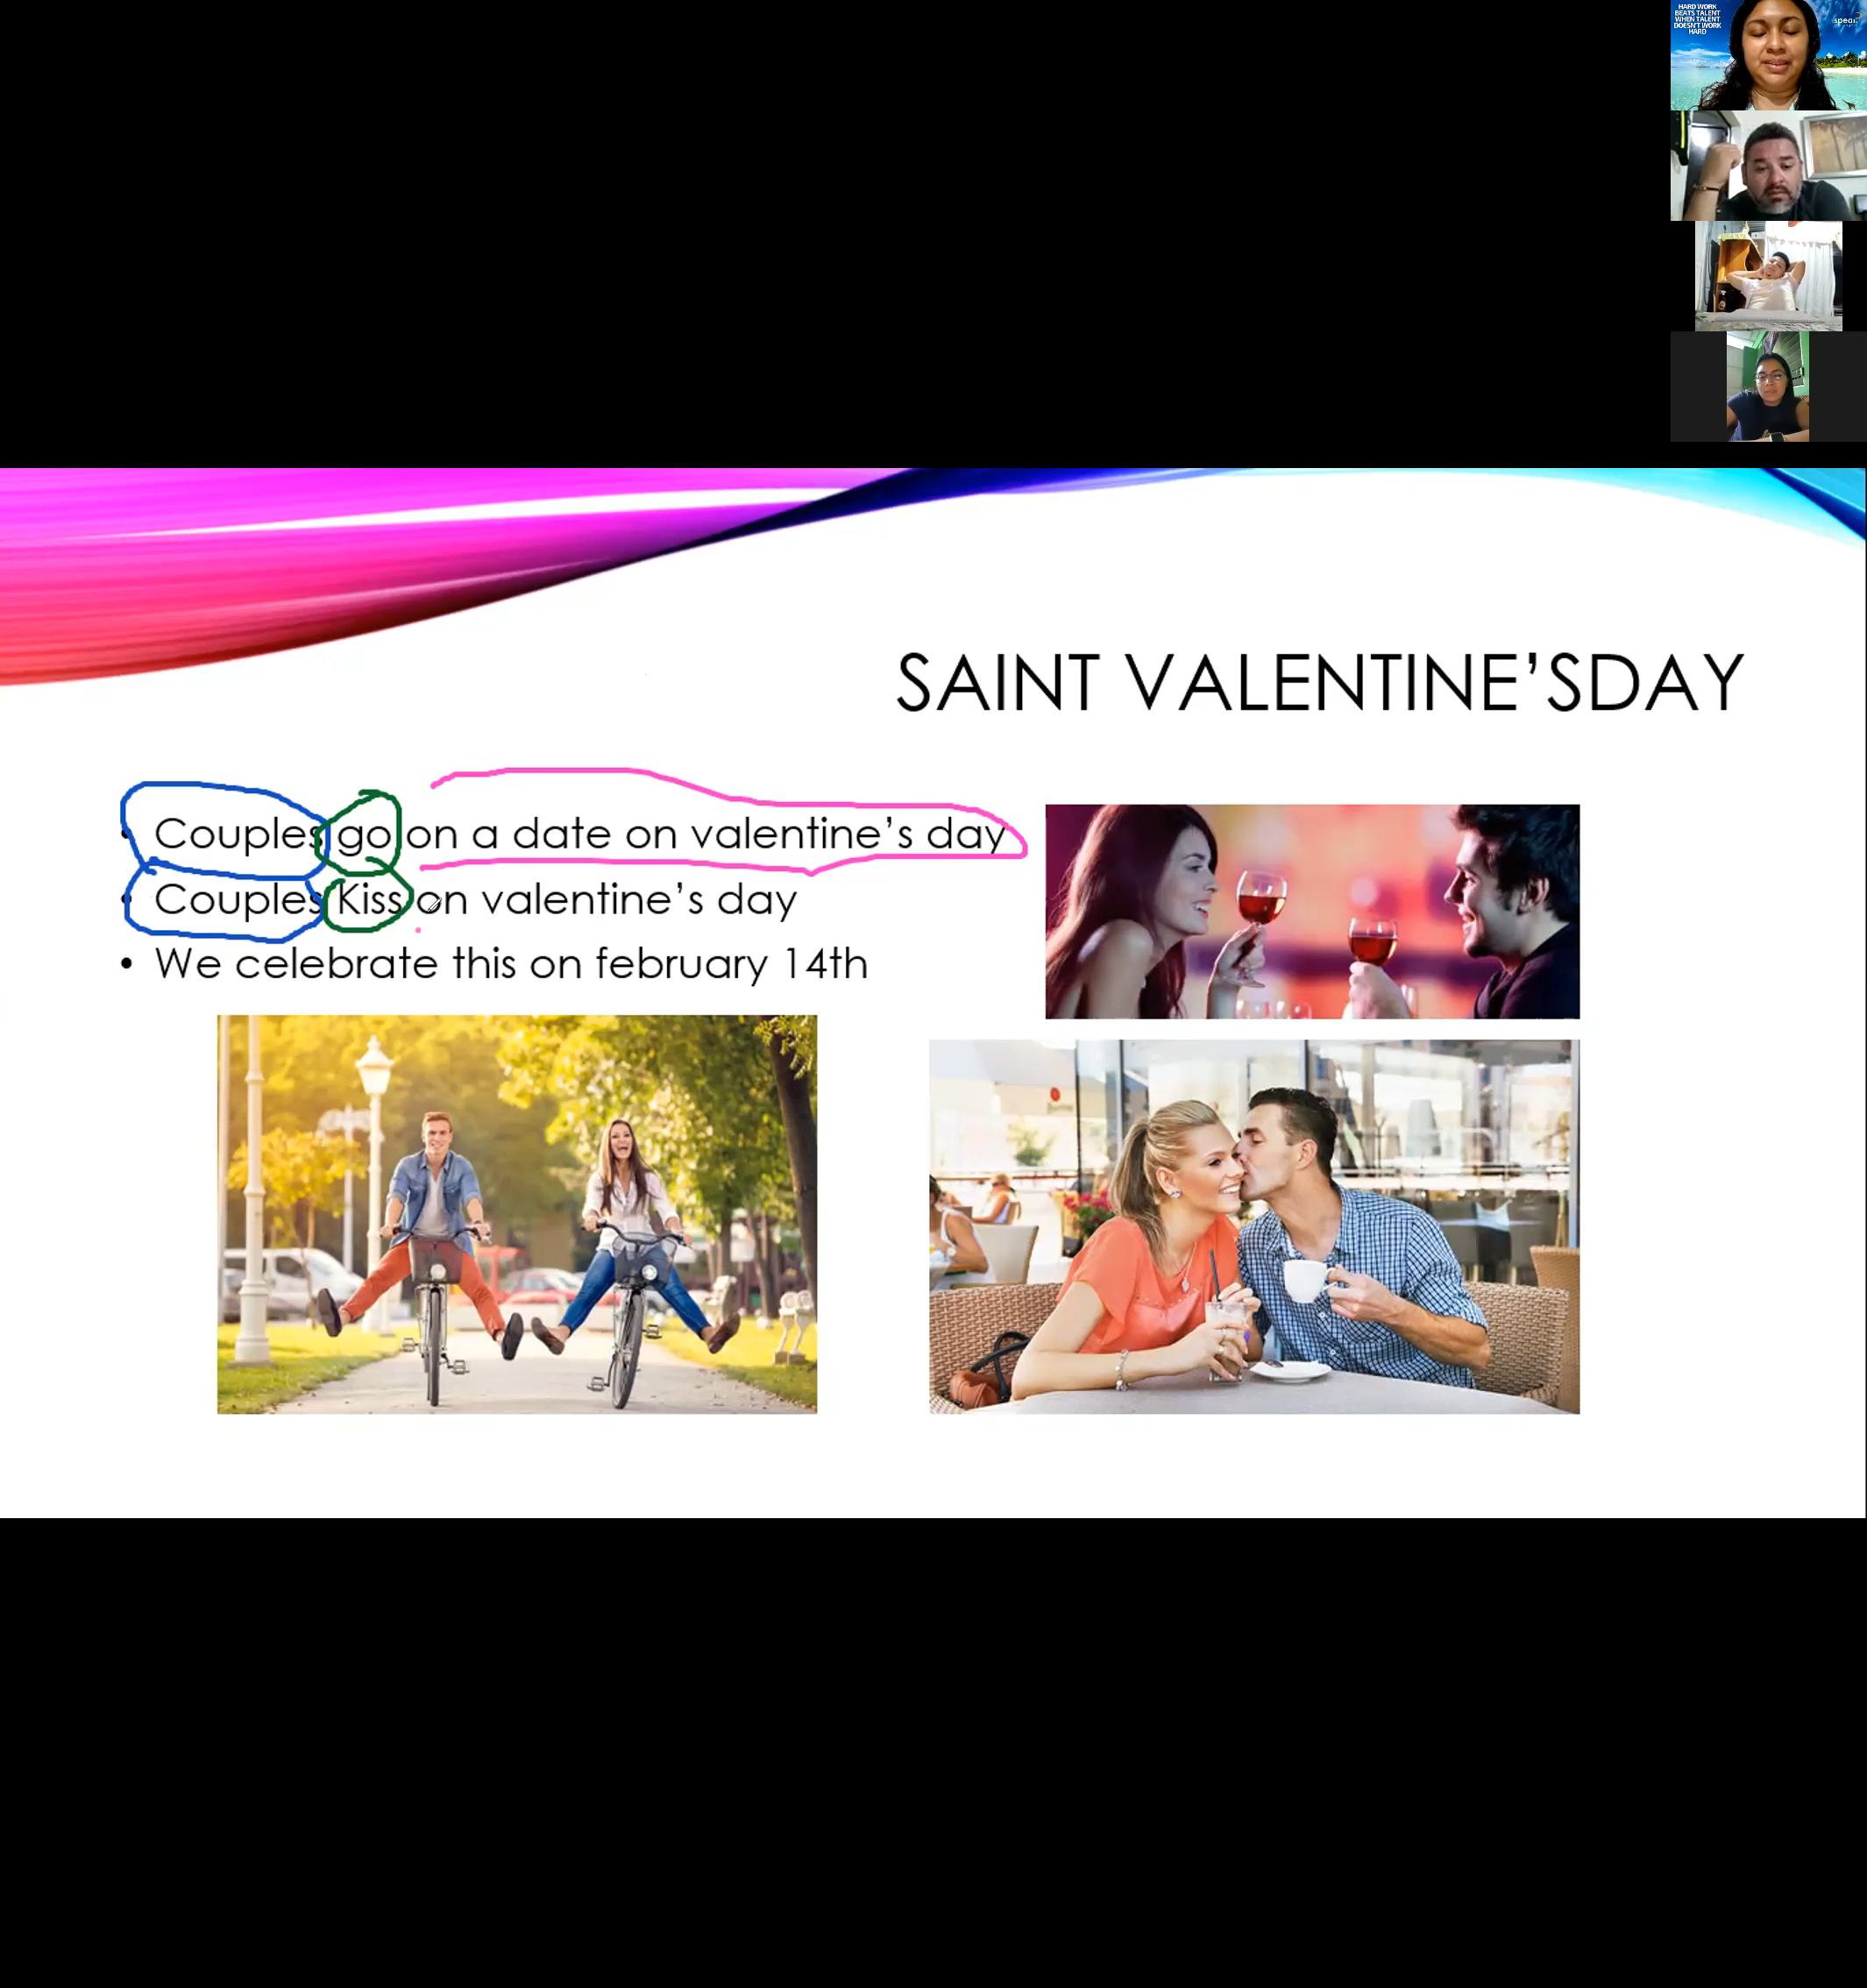 HARD WORK
BEATS TALENT
WHEN TALENT
DOESN'T WORK
HARD
SAINT VALENTINE'SDAY
• Couples go on a date on valentine's day
• Couples Kiss on valentine's day
• We celebrate this on february 14th